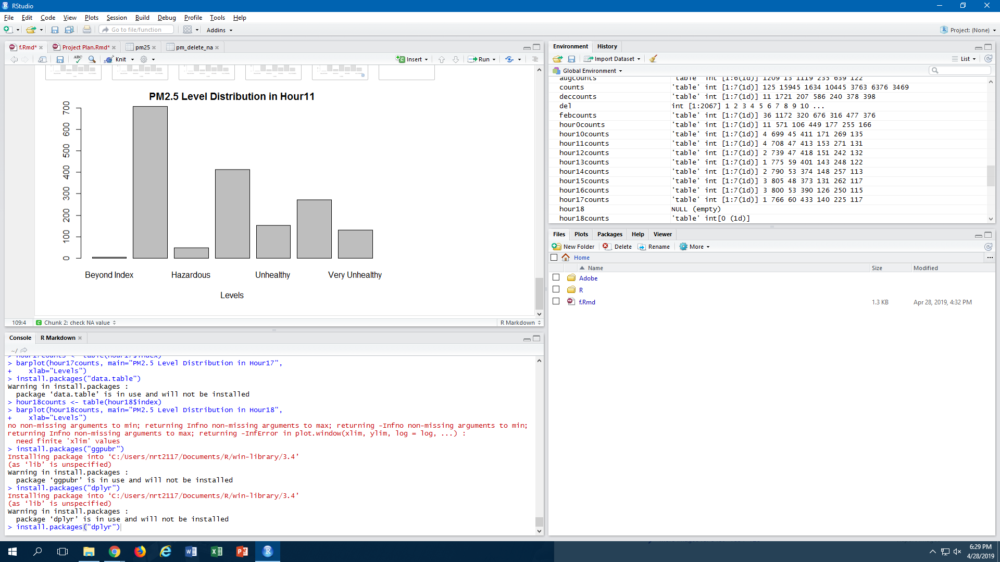 RStudio
File Edit Code View Plots Session Build Debug Profile Tools Help
Go to file/function Addins Project: (None)
f.Rmd* Project Plan.Rmd* pm25 pm_delete_na
ABC Knit Insert Run
PM2.5 Level Distribution in Hour11
700
600
500
400
300
200
100
0
Beyond Index Hazardous Unhealthy Very Unhealthy
Levels
109:4 Chunk 2: check NA value R Markdown
Console R Markdown
~/
> hour17counts <- table(hour17$index)
> barplot(hour17counts, main="PM2.5 Level Distribution in Hour17",
+     xlab="Levels")
> install.packages("data.table")
Warning in install.packages :
  package ‘data.table’ is in use and will not be installed
> hour18counts <- table(hour18$index)
> barplot(hour18counts, main="PM2.5 Level Distribution in Hour18",
+     xlab="Levels")
no non-missing arguments to min; returning Infno non-missing arguments to max; returning -Infno non-missing arguments to min;
returning Infno non-missing arguments to max; returning -InfError in plot.window(xlim, ylim, log = log, ...) :
  need finite 'xlim' values
> install.packages("ggpubr")
Installing package into ‘C:/Users/nrt2117/Documents/R/win-library/3.4’
(as ‘lib’ is unspecified)
Warning in install.packages :
  package ‘ggpubr’ is in use and will not be installed
> install.packages("dplyr")
Installing package into ‘C:/Users/nrt2117/Documents/R/win-library/3.4’
(as ‘lib’ is unspecified)
Warning in install.packages :
  package ‘dplyr’ is in use and will not be installed
> install.packages("dplyr")
Environment History
Import Dataset List
Global Environment
augcounts 'table' int [1:6(1d)] 1209 13 1119 235 639 122
counts 'table' int [1:7(1d)] 125 15945 1634 10445 3763 6376 3469
deccounts 'table' int [1:7(1d)] 11 1721 207 586 240 378 398
del int [1:2067] 1 2 3 4 5 6 7 8 9 10 ...
febcounts 'table' int [1:7(1d)] 36 1172 320 676 316 477 376
hour0counts 'table' int [1:7(1d)] 11 571 106 449 177 255 166
hour10counts 'table' int [1:7(1d)] 4 699 45 411 171 269 135
hour11counts 'table' int [1:7(1d)] 4 708 47 413 153 271 131
hour12counts 'table' int [1:7(1d)] 2 739 47 418 151 242 132
hour13counts 'table' int [1:7(1d)] 1 775 59 401 143 248 122
hour14counts 'table' int [1:7(1d)] 2 790 53 374 148 257 113
hour15counts 'table' int [1:7(1d)] 3 805 48 373 131 262 117
hour16counts 'table' int [1:7(1d)] 3 800 53 390 126 250 115
hour17counts 'table' int [1:7(1d)] 1 766 60 433 140 225 117
hour18 NULL (empty)
hour18counts 'table' int[0 (1d)]
Files Plots Packages Help Viewer
New Folder Delete Rename More
Home ...
Name Size Modified
Adobe
R
f.Rmd 1.3 KB Apr 28, 2019, 4:32 PM
6:29 PM
4/28/2019